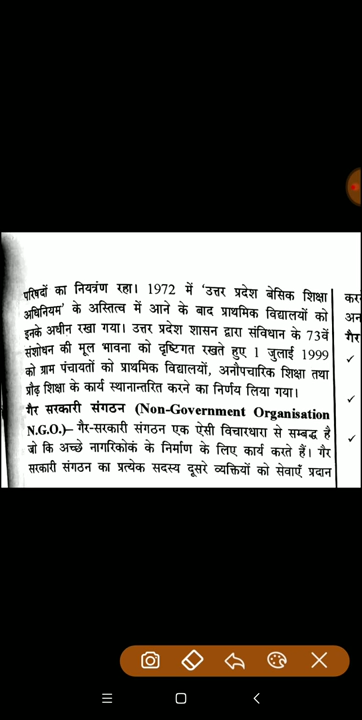 परिषदों का नियत्रंण रहा। 1972 में ‘उत्तर प्रदेश बेसिक शिक्षा
अधिनियम’ के अस्तित्व में आने के बाद प्राथमिक विद्यालयों को
इनके अधीन रखा गया। उत्तर प्रदेश शासन द्वारा संविधान के 73वें
संशोधन की मूल भावना को दृष्टिगत रखते हुए 1 जुलाई 1999
को ग्राम पंचायतों को प्राथमिक विद्यालयों, अनौपचारिक शिक्षा तथा
प्रौढ़ शिक्षा के कार्य स्थानान्तरित करने का निर्णय लिया गया।
गैर सरकारी संगठन (Non-Government Organisation
N.G.O.)– गैर-सरकारी संगठन एक ऐसी विचारधारा से सम्बद्ध है
जो कि अच्छे नागरिकोंकं के निर्माण के लिए कार्य करते हैं। गैर
सरकारी संगठन का प्रत्येक सदस्य दूसरे व्यक्तियों को सेवाएँ प्रदान
गैर